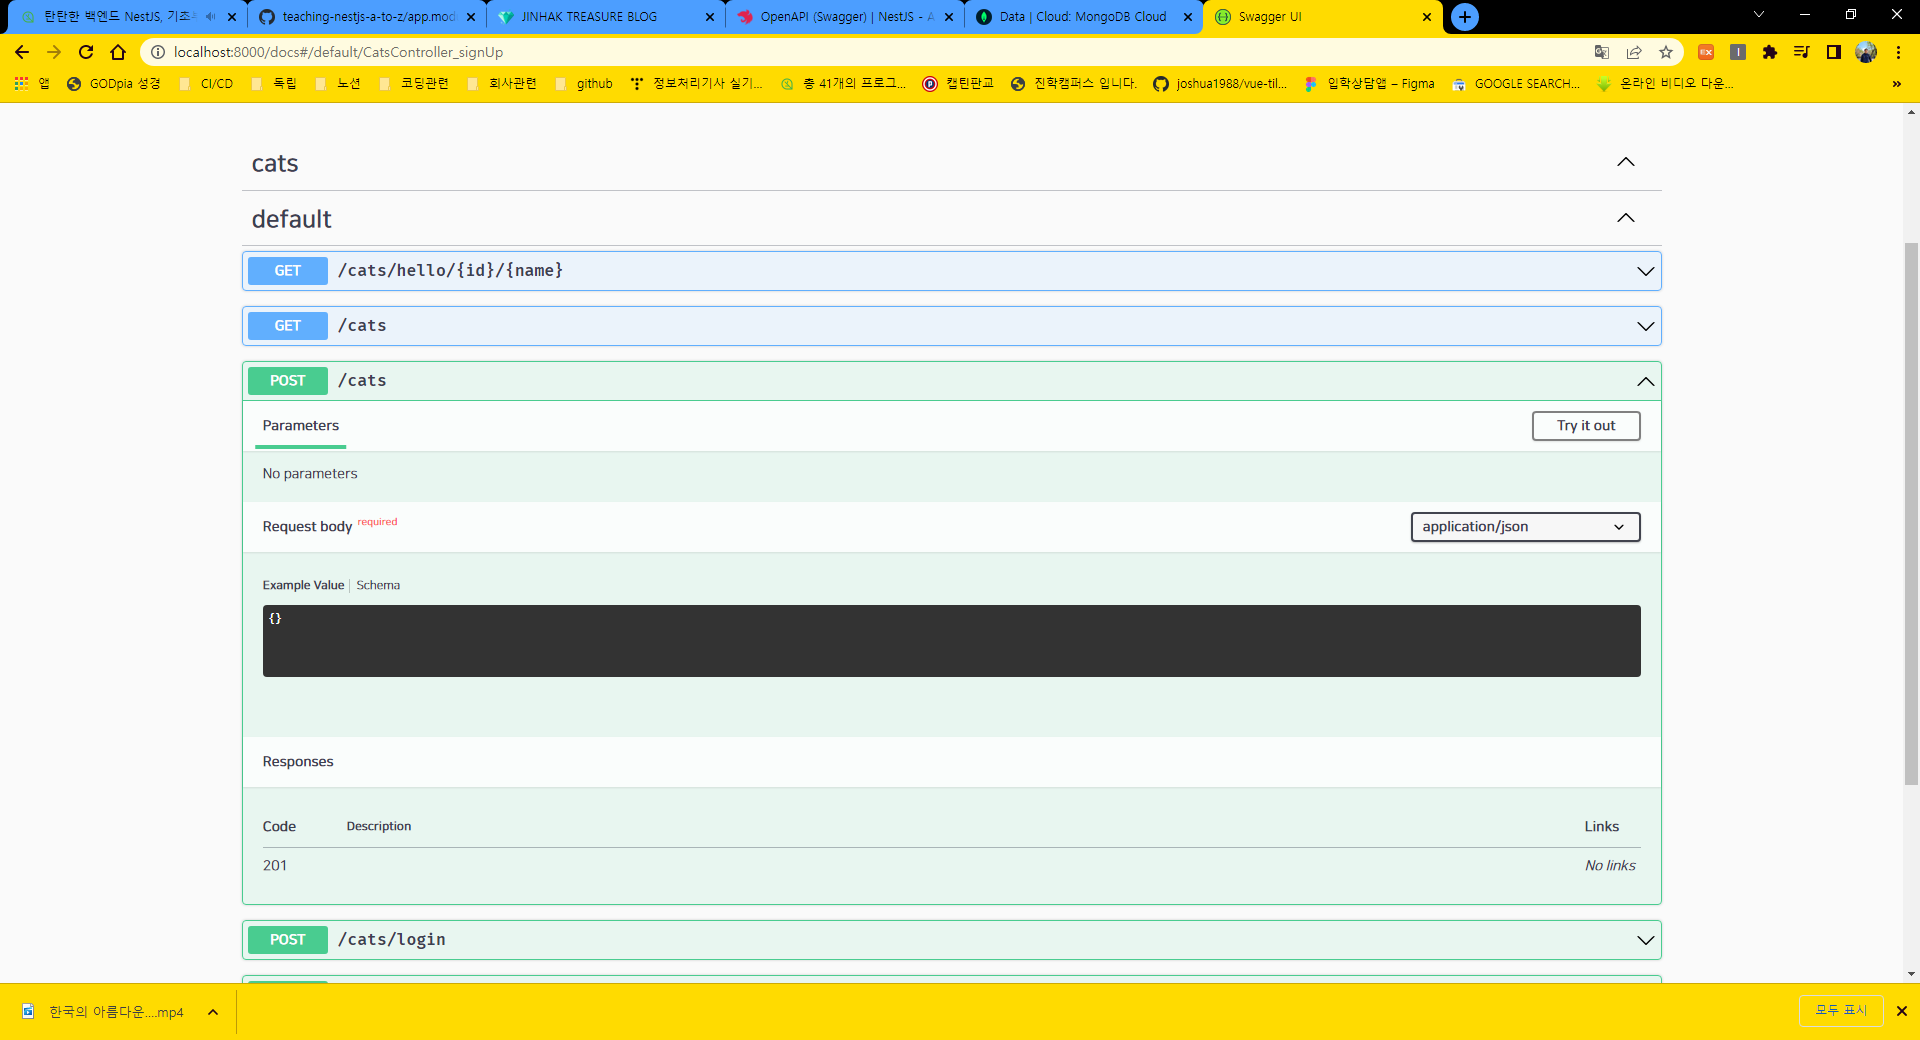 탄탄한 백엔드 NestJS, 기초부
teaching-nestjs-a-to-z/app.mod
JINHAK TREASURE BLOG
OpenAPI (Swagger) | NestJS - A
Data | Cloud: MongoDB Cloud
Swagger UI
localhost:8000/docs#/default/CatsController_signUp
앱
GODpia 성경
CI/CD
독립
노션
코딩관련
회사관련
github
정보처리기사 실기...
총 41개의 프로그...
캡틴판교
진학캠퍼스 입니다.
joshua1988/vue-til...
입학상담앱 – Figma
GOOGLE SEARCH...
온라인 비디오 다운...
»
cats
default
GET /cats/hello/{id}/{name}
GET /cats
POST /cats
Parameters
Try it out
No parameters
Request body required
application/json
Example Value | Schema
{}
Responses
Code Description Links
201 No links
POST /cats/login
한국의 아름다운....mp4
모두 표시